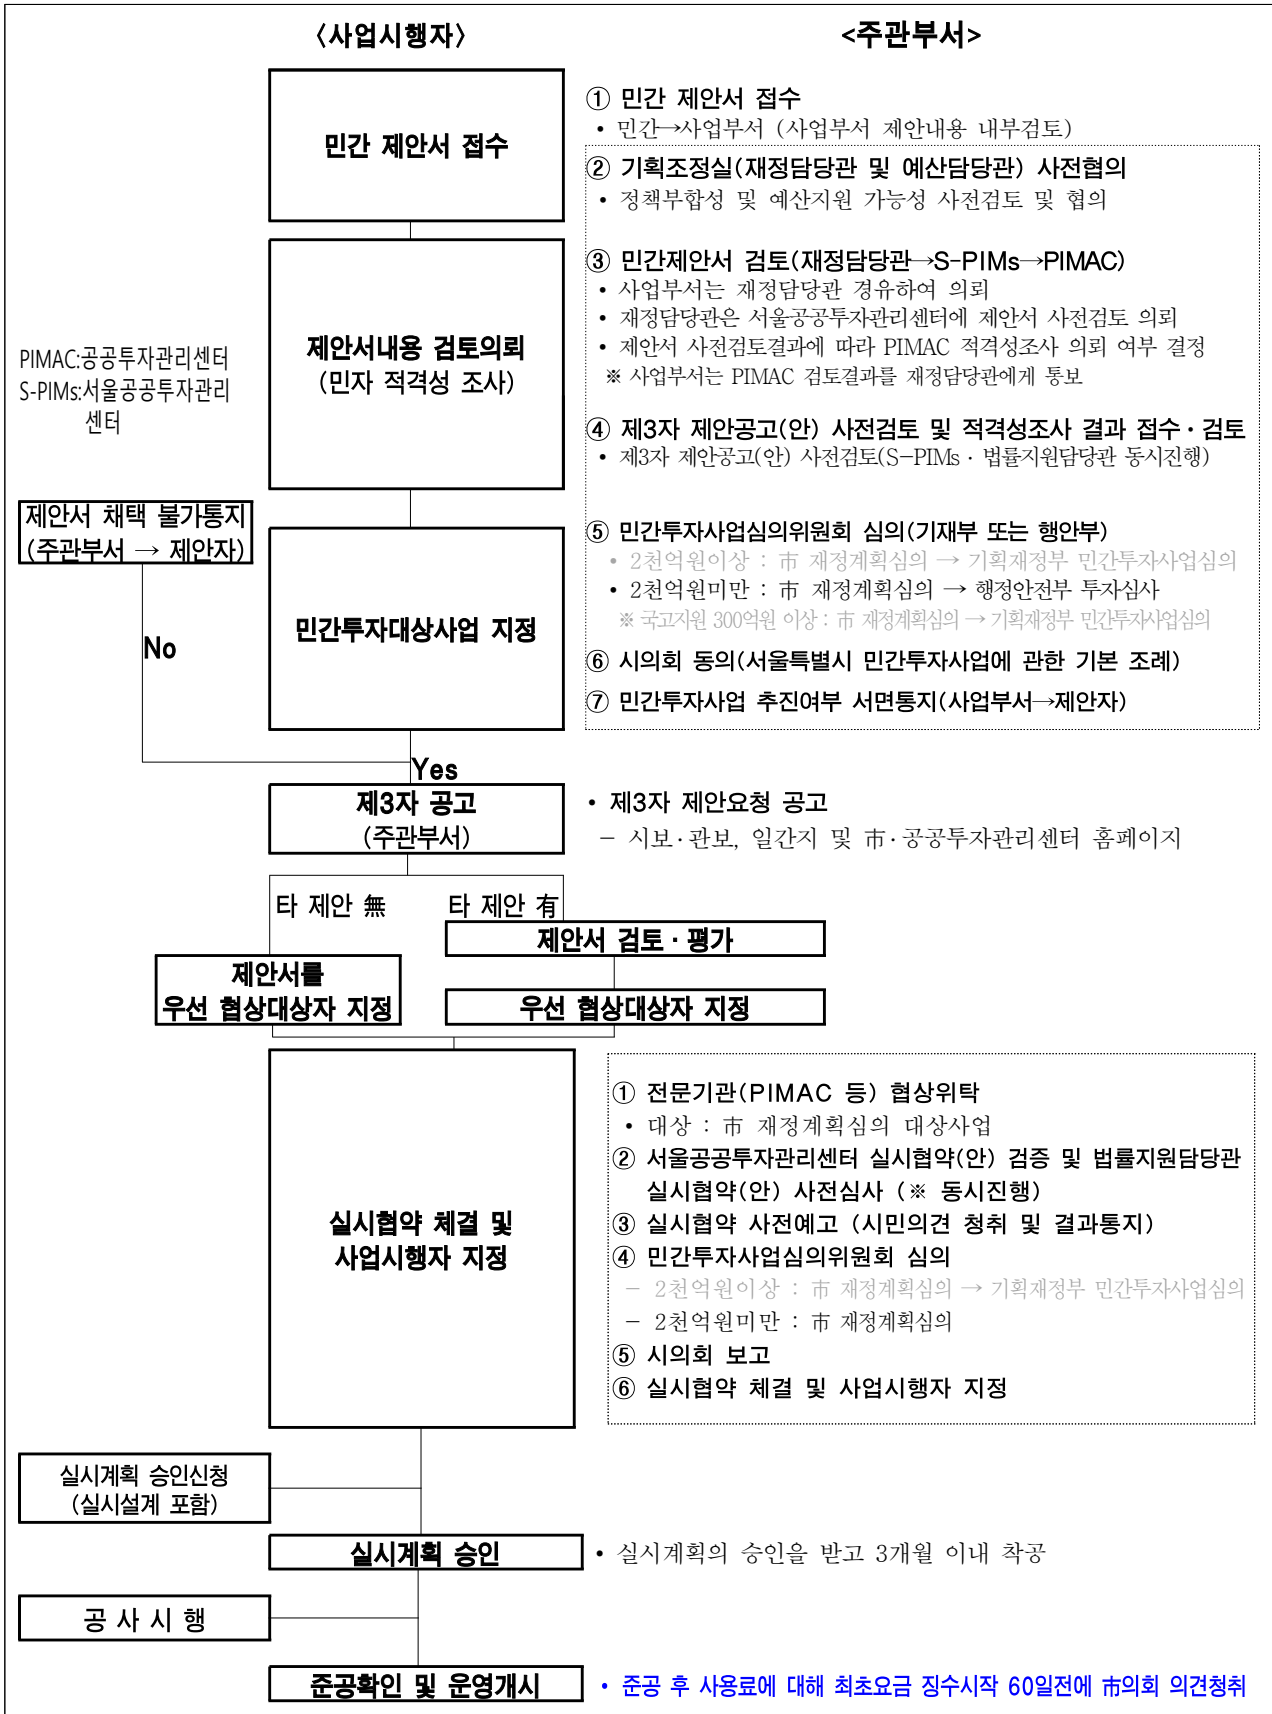 〈사업시행자〉
<주관부서>
민간 제안서 접수
① 민간 제안서 접수
• 민간→사업부서 (사업부서 제안내용 내부검토)
② 기획조정실(재정담당관 및 예산담당관) 사전협의
• 정책부합성 및 예산지원 가능성 사전검토 및 협의
제안서내용 검토의뢰
(민자 적격성 조사)
③ 민간제안서 검토(재정담당관→S-PIMs→PIMAC)
• 사업부서는 재정담당관 경유하여 의뢰
• 재정담당관은 서울공공투자관리센터에 제안서 사전검토 의뢰
• 제안서 사전검토결과에 따라 PIMAC 적격성조사 의뢰 여부 결정
※ 사업부서는 PIMAC 검토결과를 재정담당관에게 통보
④ 제3자 제안공고(안) 사전검토 및 적격성조사 결과 접수·검토
• 제3자 제안공고(안) 사전검토(S-PIMs · 법률지원담당관 동시진행)
PIMAC:공공투자관리센터
S-PIMs:서울공공투자관리
센터
제안서 채택 불가통지
(주관부서 → 제안자)
No
민간투자대상사업 지정
⑤ 민간투자사업심의위원회 심의(기재부 또는 행안부)
• 2천억원이상 : 市 재정계획심의 → 기획재정부 민간투자사업심의
• 2천억원미만 : 市 재정계획심의 → 행정안전부 투자심사
※ 국고지원 300억원 이상 : 市 재정계획심의 → 기획재정부 민간투자사업심의
⑥ 시의회 동의(서울특별시 민간투자사업에 관한 기본 조례)
⑦ 민간투자사업 추진여부 서면통지(사업부서→제안자)
Yes
제3자 공고
(주관부서)
• 제3자 제안요청 공고
- 시보·관보, 일간지 및 市·공공투자관리센터 홈페이지
타 제안 無
타 제안 有
제안서 검토·평가
제안서를
우선 협상대상자 지정
우선 협상대상자 지정
실시협약 체결 및
사업시행자 지정
① 전문기관(PIMAC 등) 협상위탁
• 대상 : 市 재정계획심의 대상사업
② 서울공공투자관리센터 실시협약(안) 검증 및 법률지원담당관
실시협약(안) 사전심사 (※ 동시진행)
③ 실시협약 사전예고 (시민의견 청취 및 결과통지)
④ 민간투자사업심의위원회 심의
- 2천억원이상 : 市 재정계획심의 → 기획재정부 민간투자사업심의
- 2천억원미만 : 市 재정계획심의
⑤ 시의회 보고
⑥ 실시협약 체결 및 사업시행자 지정
실시계획 승인신청
(실시설계 포함)
실시계획 승인
• 실시계획의 승인을 받고 3개월 이내 착공
공 사 시 행
준공확인 및 운영개시
• 준공 후 사용료에 대해 최초요금 징수시작 60일전에 市의회 의견청취